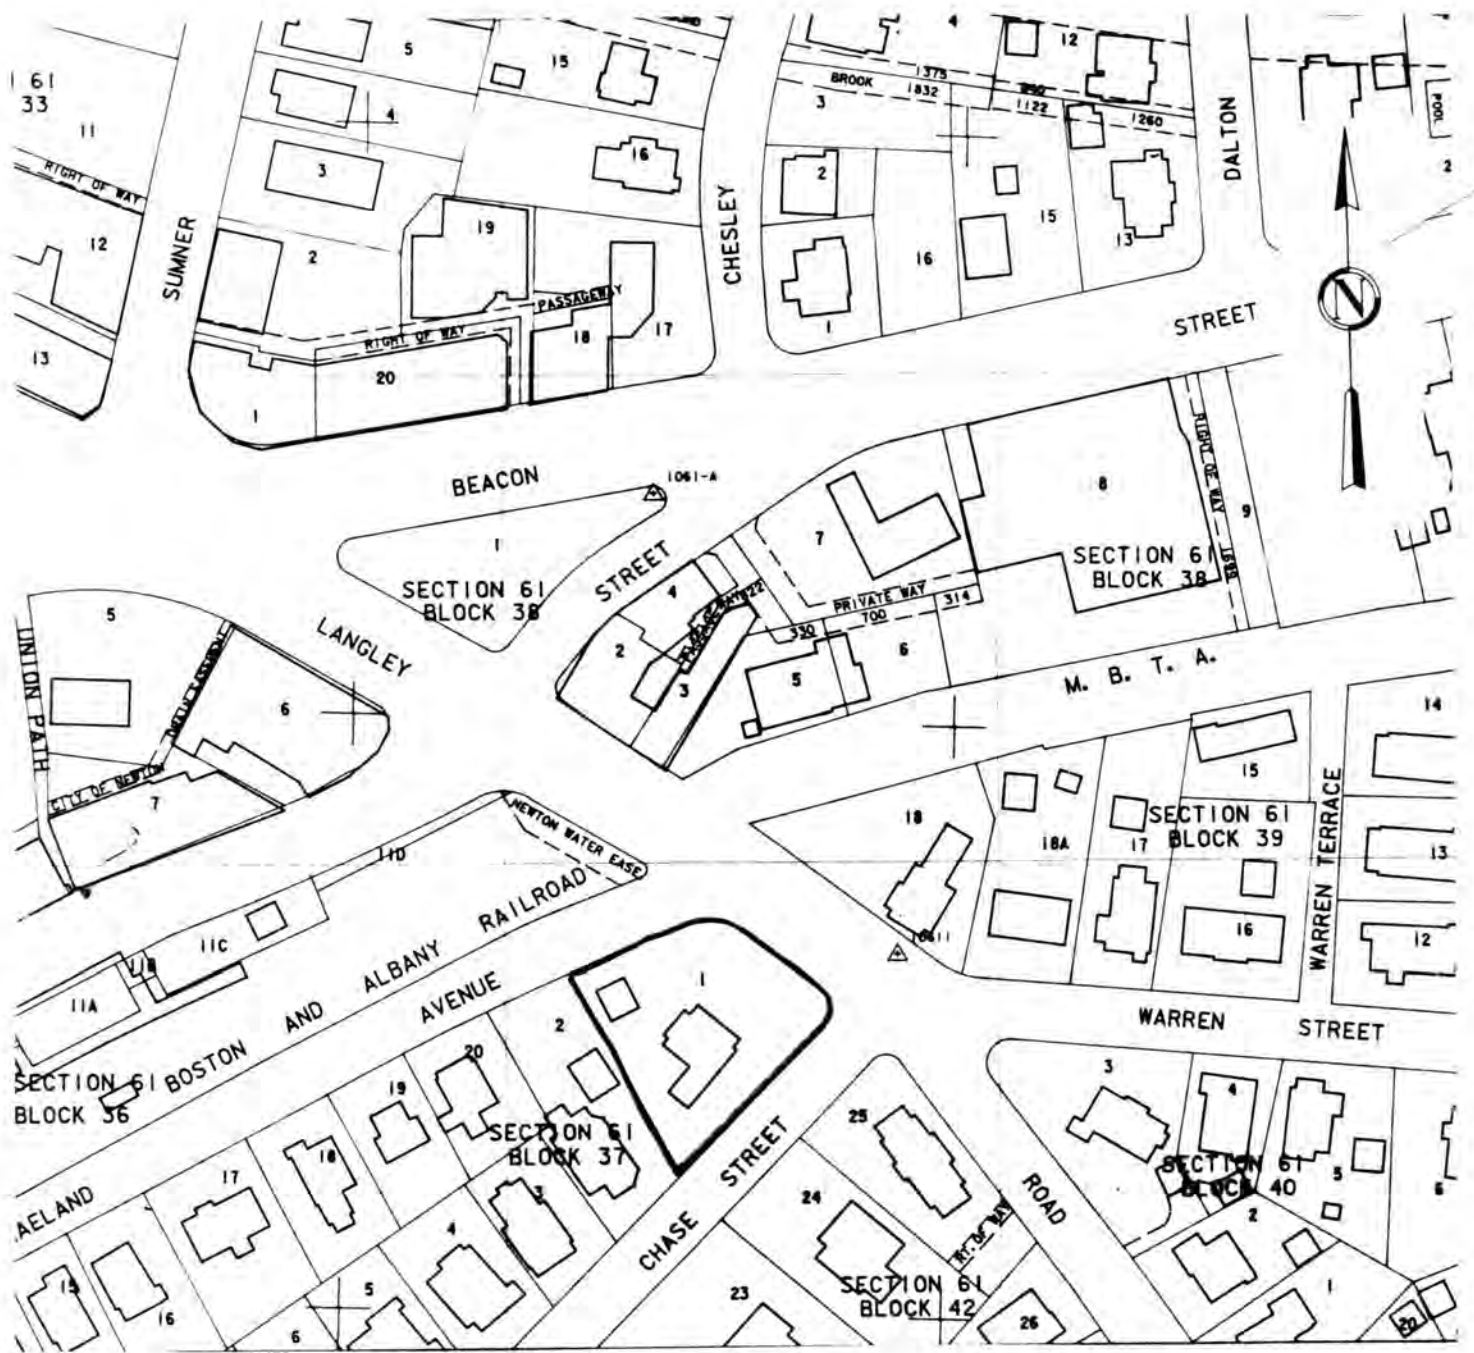 5
15
4
12
1 61
33
11
4
BROOK
1375
1832
1122
1260
3
DALTON
POOL
2
RIGHT OF WAY
3
16
2
CHESLEY
12
SUMNER
2
19
16
15
13
PASSAGEWAY
RIGHT OF WAY
18
17
1
STREET
13
20
1
BEACON
1061-A
1
SECTION 61
BLOCK 38
STREET
7
8
RIGHT OF WAY
9
SECTION 61
BLOCK 38
5
LANGLEY
4
PRIVATE WAY
314
700
330
6
2
3
5
M. B. T. A.
UNION PATH
6
CITY OF NEWTON
7
14
15
WARREN TERRACE
SECTION 61
BLOCK 39
18
18A
17
13
NEWTON WATER EASE
11D
11C
11B
11A
BOSTON AND ALBANY RAILROAD
AVENUE
16
12
1
2
WARREN STREET
SECTION 61
BLOCK 36
20
19
18
17
SECTION 61
BLOCK 37
3
4
25
3
4
SECTION 61
BLOCK 40
5
6
AELAND
STREET
CHASE
24
RT. OF WAY
ROAD
2
1
15
16
5
6
23
SECTION 61
BLOCK 42
26
20